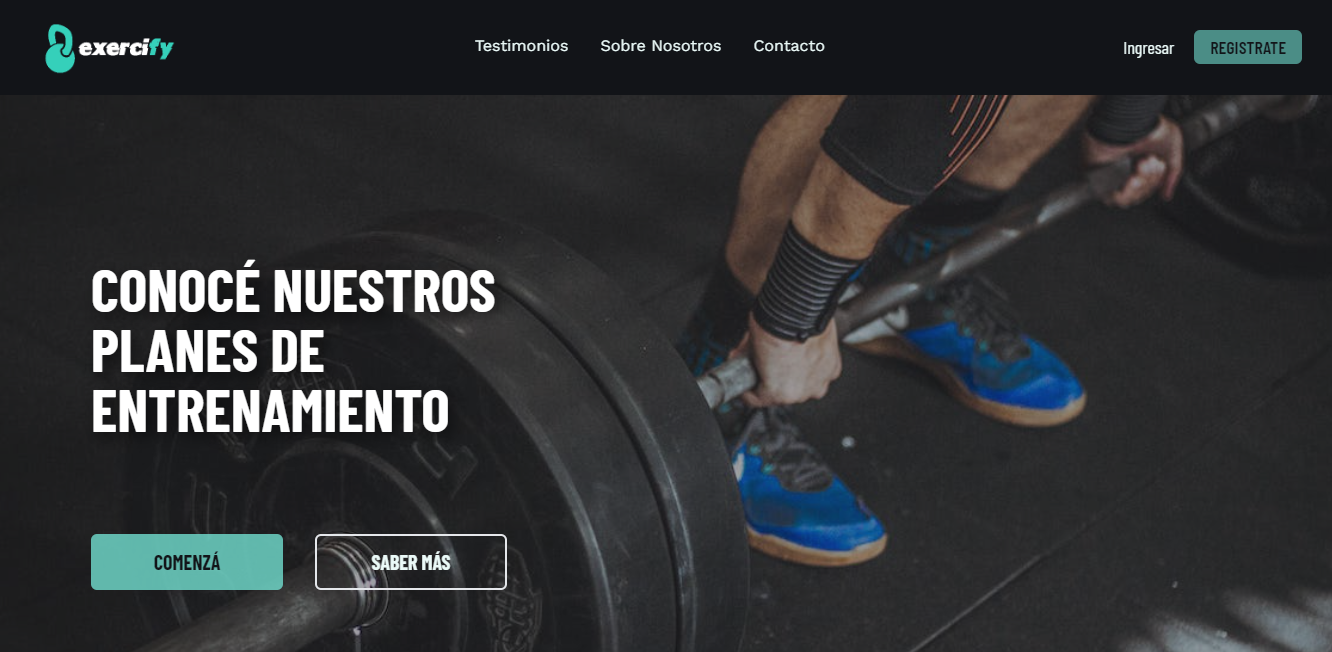 exercify
Testimonios
Sobre Nosotros
Contacto
Ingresar
REGISTRATE
CONOCÉ NUESTROS
PLANES DE
ENTRENAMIENTO
COMENZÁ
SABER MÁS